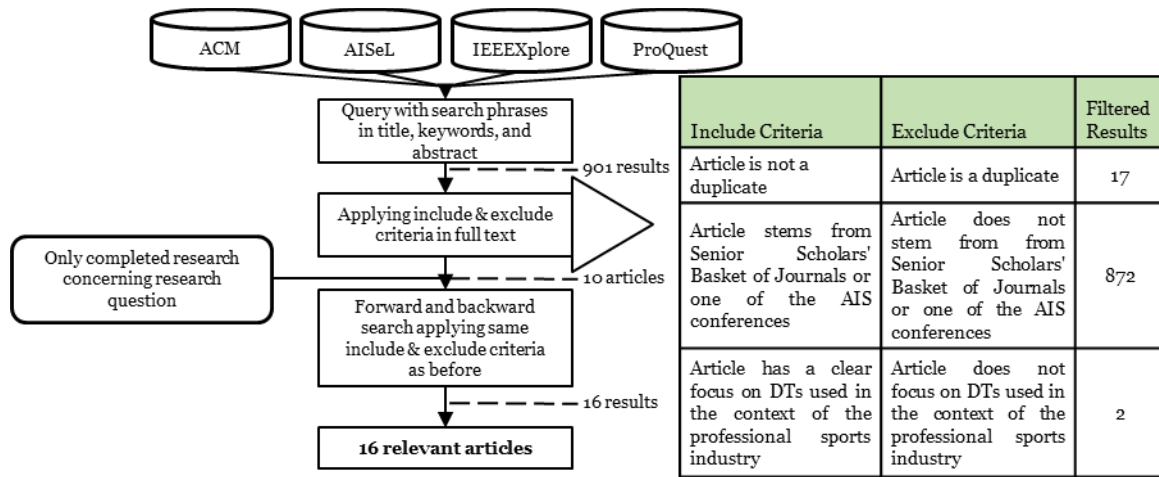 ACM
AISeL
IEEEXplore
ProQuest
Query with search phrases
in title, keywords, and
abstract
901 results
Applying include & exclude
criteria in full text
Only completed research
concerning research
question
10 articles
Forward and backward
search applying same
include & exclude criteria
as before
16 results
16 relevant articles
Include Criteria
Exclude Criteria
Filtered
Results
Article is not a
duplicate
Article is a duplicate
17
Article stems from
Senior Scholars'
Basket of Journals or
one of the AIS
conferences
Article does not
stem from from
Senior Scholars'
Basket of Journals
or one of the AIS
conferences
872
Article has a clear
focus on DTs used in
the context of the
professional sports
industry
Article does not
focus on DTs used in
the context of the
professional sports
industry
2